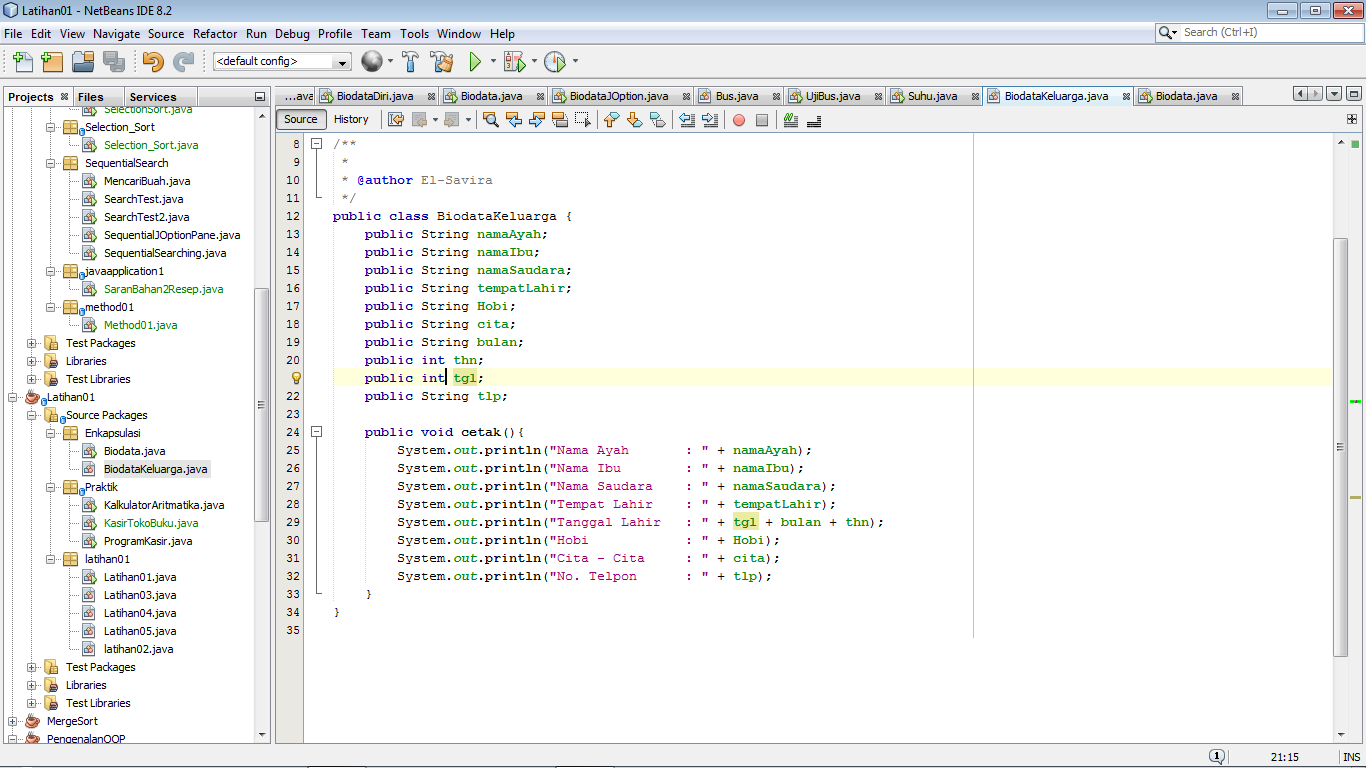 Latihan01 - NetBeans IDE 8.2
File Edit View Navigate Source Refactor Run Debug Profile Team Tools Window Help
Search (Ctrl+I)
<default config>
Projects Files Services
SelectionSort.java
Selection_Sort
Selection_Sort.java
SequentialSearch
MencariBuah.java
SearchTest.java
SearchTest2.java
SequentialJOptionPane.java
SequentialSearching.java
javaapplication1
SaranBahan2Resep.java
method01
Method01.java
Test Packages
Libraries
Test Libraries
Latihan01
Source Packages
Enkapsulasi
Biodata.java
BiodataKeluarga.java
Praktik
KalkulatorAritmatika.java
KasirTokoBuku.java
ProgramKasir.java
latihan01
Latihan01.java
Latihan03.java
Latihan04.java
Latihan05.java
latihan02.java
Test Packages
Libraries
Test Libraries
MergeSort
PengenalanOOP
...ava BiodataDiri.java Biodata.java BiodataJOption.java Bus.java UjiBus.java Suhu.java BiodataKeluarga.java Biodata.java
Source History
8 /**
9 *
10 * @author El-Savira
11 */
12 public class BiodataKeluarga {
13 public String namaAyah;
14 public String namaIbu;
15 public String namaSaudara;
16 public String tempatLahir;
17 public String Hobi;
18 public String cita;
19 public String bulan;
20 public int thn;
public int tgl;
22 public String tlp;
23
24 public void cetak(){
25 System.out.println("Nama Ayah       : " + namaAyah);
26 System.out.println("Nama Ibu        : " + namaIbu);
27 System.out.println("Nama Saudara    : " + namaSaudara);
28 System.out.println("Tempat Lahir    : " + tempatLahir);
29 System.out.println("Tanggal Lahir   : " + tgl + bulan + thn);
30 System.out.println("Hobi            : " + Hobi);
31 System.out.println("Cita - Cita     : " + cita);
32 System.out.println("No. Telpon      : " + tlp);
33 }
34 }
35
1 21:15 INS